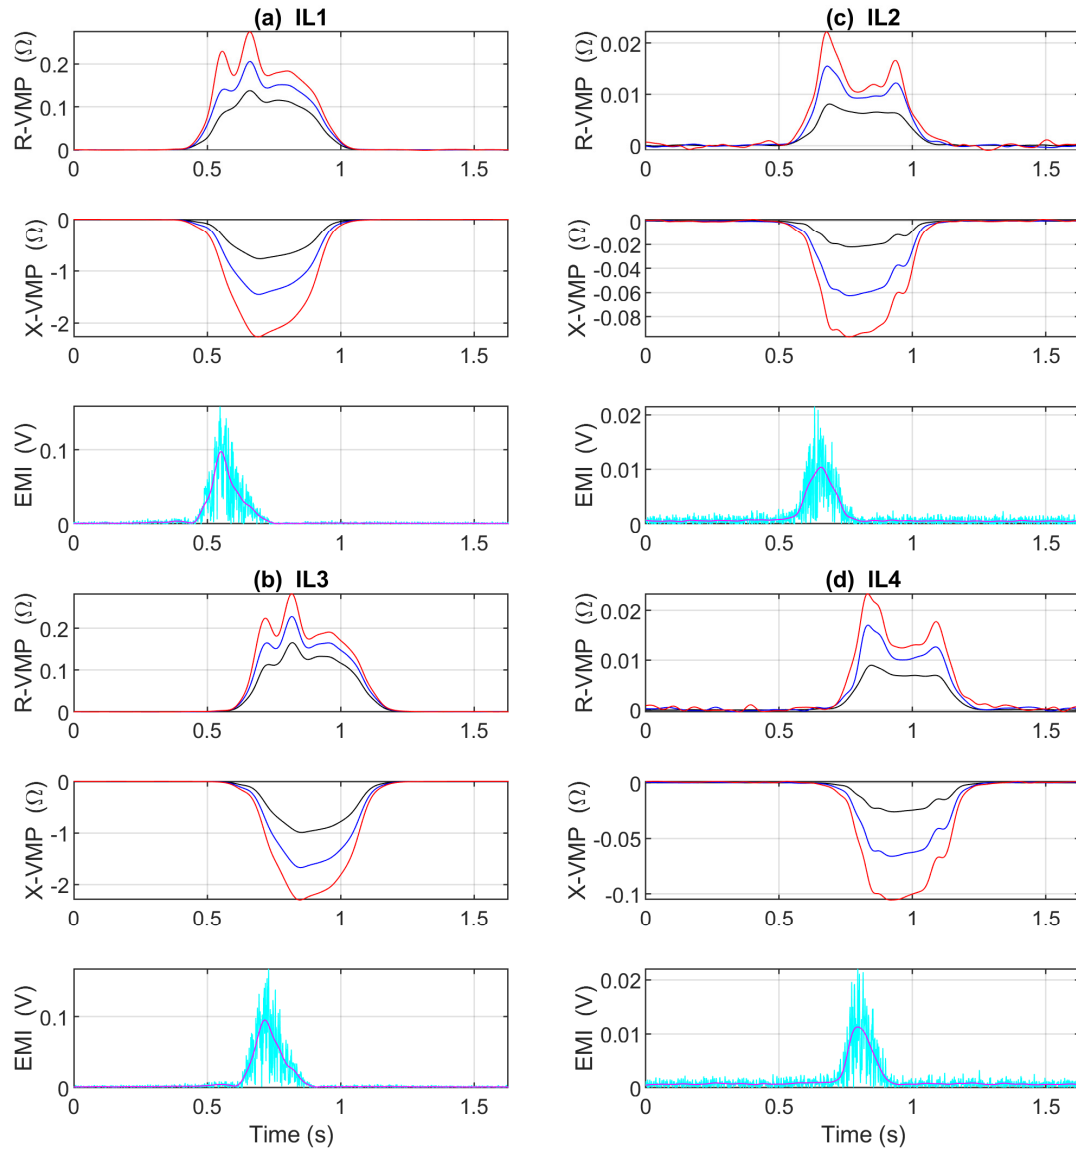 (a) IL1
R-VMP (Ω)
0.2
0.1
0
0 0.5 1 1.5
X-VMP (Ω)
0
-1
-2
0 0.5 1 1.5
EMI (V)
0.1
0
0 0.5 1 1.5
(b) IL3
R-VMP (Ω)
0.2
0.1
0
0 0.5 1 1.5
X-VMP (Ω)
0
-1
-2
0 0.5 1 1.5
EMI (V)
0.1
0
0 0.5 1 1.5
Time (s)
(c) IL2
R-VMP (Ω)
0.02
0.01
0
0 0.5 1 1.5
X-VMP (Ω)
0
-0.02
-0.04
-0.06
-0.08
0 0.5 1 1.5
EMI (V)
0.02
0.01
0
0 0.5 1 1.5
(d) IL4
R-VMP (Ω)
0.02
0.01
0
0 0.5 1 1.5
X-VMP (Ω)
0
-0.05
-0.1
0 0.5 1 1.5
EMI (V)
0.02
0.01
0
0 0.5 1 1.5
Time (s)